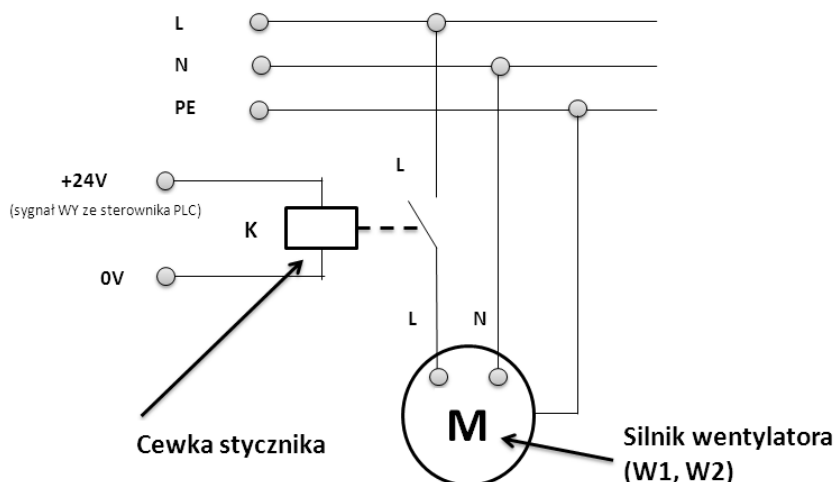 L
N
PE
L
+24V
(sygnał WY ze sterownika PLC)
K
0V
L
N
M
Cewka stycznika
Silnik wentylatora
(W1, W2)